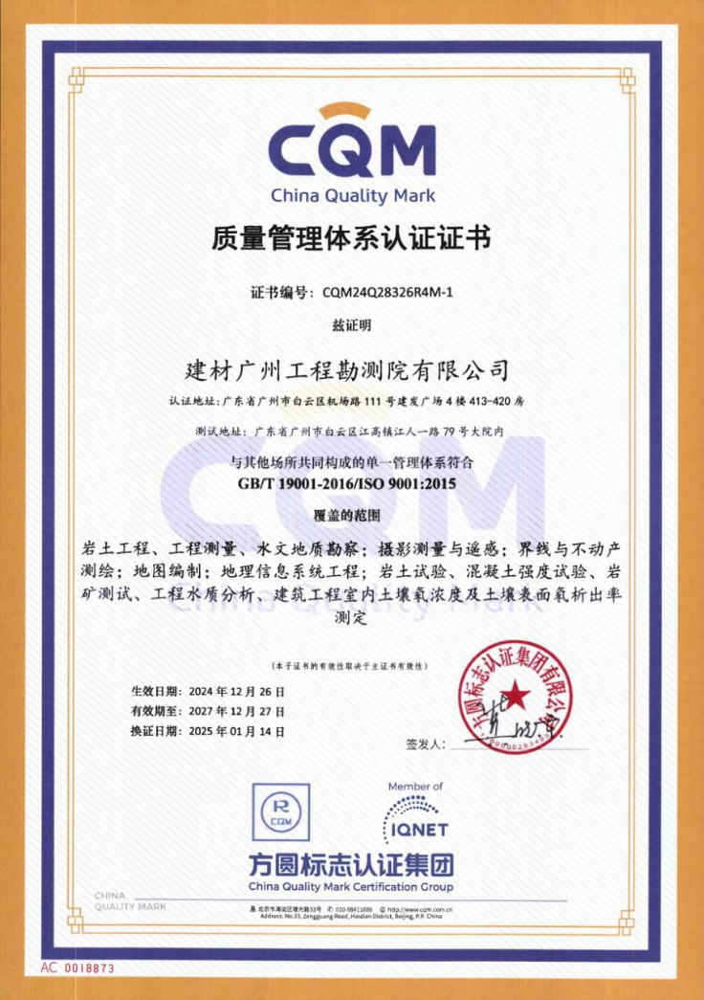 CQM
China Quality Mark
质量管理体系认证证书
证书编号：CQM24Q28326R4M-1
兹证明
建材广州工程勘测院有限公司
认证地址：广东省广州市白云区机场路 111 号建发广场 4 楼 413-420 房
测试地址：广东省广州市白云区江高镇江人一路 79 号大院内
与其他场所共同构成的单一管理体系符合
GB/T 19001-2016/ISO 9001:2015
覆盖的范围
岩土工程、工程测量、水文地质勘察；摄影测量与遥感；界线与不动产
测绘；地图编制；地理信息系统工程；岩土试验、混凝土强度试验、岩
矿测试、工程水质分析、建筑工程室内土壤氡浓度及土壤表面氡析出率
测定
（本子证书的有效性取决于主证书有效性）
生效日期：2024 年 12 月 26 日
有效期至：2027 年 12 月 27 日
换证日期：2025 年 01 月 14 日
签发人：
方圆标志认证集团有限公司
R
CQM
Member of
IQNET
方圆标志认证集团
China Quality Mark Certification Group
CHINA
QUALITY MARK
北京市海淀区增光路33号 010-88411888 http://www.cqm.com.cn
Address: No.33, Zengguang Road, Haidian District, Beijing, P.R China
AC 0018873